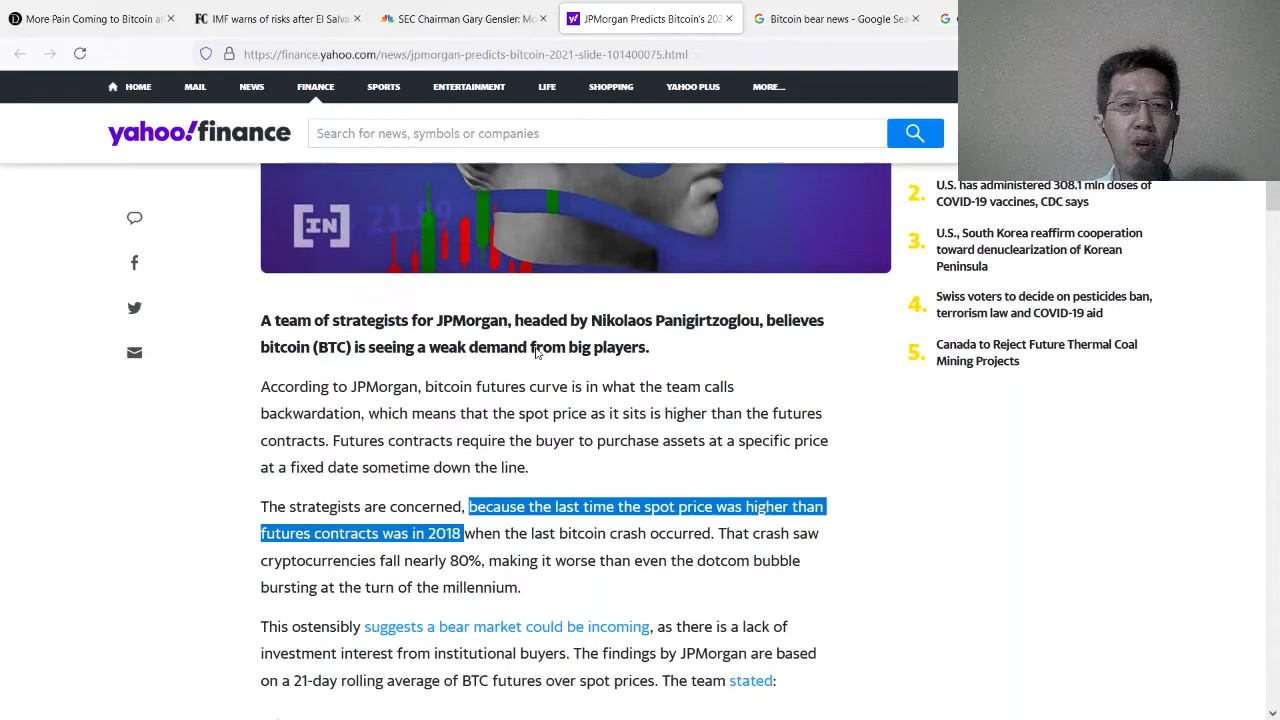 More Pain Coming to Bitcoin an
IMF warns of risks after El Salva
SEC Chairman Gary Gensler: Mo
JPMorgan Predicts Bitcoin's 202
Bitcoin bear news - Google Sea
https://finance.yahoo.com/news/jpmorgan-predicts-bitcoin-2021-slide-101400075.html
HOME MAIL NEWS FINANCE SPORTS ENTERTAINMENT LIFE SHOPPING YAHOO PLUS MORE...
yahoo!finance
Search for news, symbols or companies
[IN]
A team of strategists for JPMorgan, headed by Nikolaos Panigirtzoglou, believes
bitcoin (BTC) is seeing a weak demand from big players.
According to JPMorgan, bitcoin futures curve is in what the team calls
backwardation, which means that the spot price as it sits is higher than the futures
contracts. Futures contracts require the buyer to purchase assets at a specific price
at a fixed date sometime down the line.
The strategists are concerned, because the last time the spot price was higher than
futures contracts was in 2018 when the last bitcoin crash occurred. That crash saw
cryptocurrencies fall nearly 80%, making it worse than even the dotcom bubble
bursting at the turn of the millennium.
This ostensibly suggests a bear market could be incoming, as there is a lack of
investment interest from institutional buyers. The findings by JPMorgan are based
on a 21-day rolling average of BTC futures over spot prices. The team stated:
2. U.S. has administered 308.1 mln doses of
COVID-19 vaccines, CDC says
3. U.S., South Korea reaffirm cooperation
toward denuclearization of Korean
Peninsula
4. Swiss voters to decide on pesticides ban,
terrorism law and COVID-19 aid
5. Canada to Reject Future Thermal Coal
Mining Projects